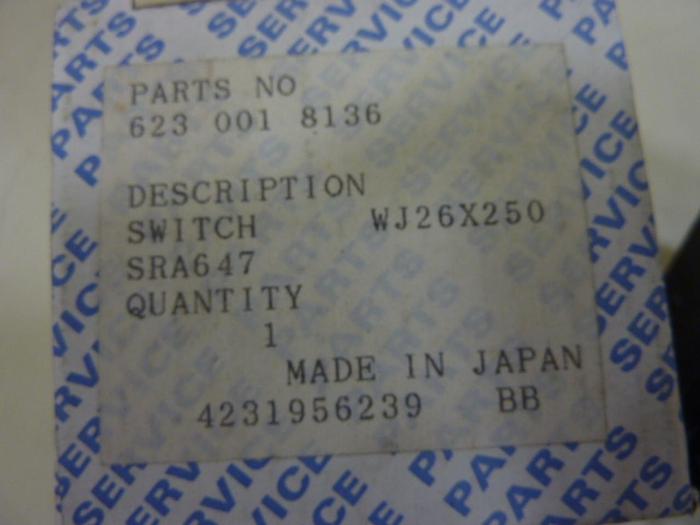 PARTS NO
623 001 8136
DESCRIPTION
SWITCH WJ26X250
SRA647
QUANTITY
1
MADE IN JAPAN
4231956239 BB